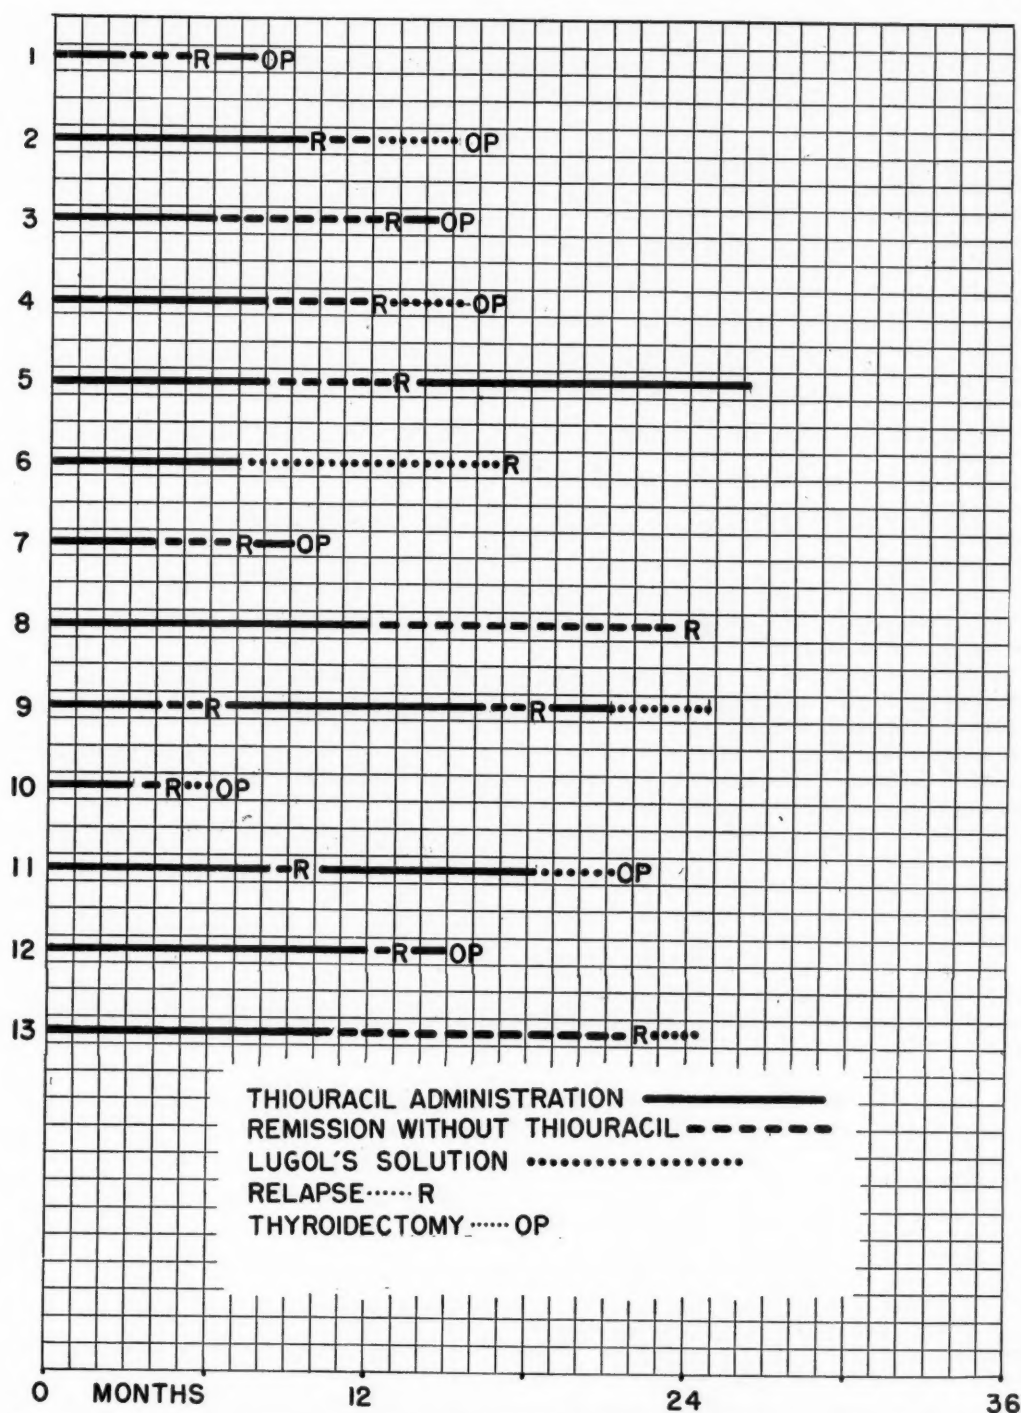 1 R OP
2 R OP
3 R OP
4 R OP
5 R
6 R
7 R OP
8 R
9 R R
10 R OP
11 R OP
12 R OP
13 R
THIOURACIL ADMINISTRATION
REMISSION WITHOUT THIOURACIL
LUGOL'S SOLUTION
RELAPSE ...... R
THYROIDECTOMY ...... OP
0 MONTHS 12 24 36